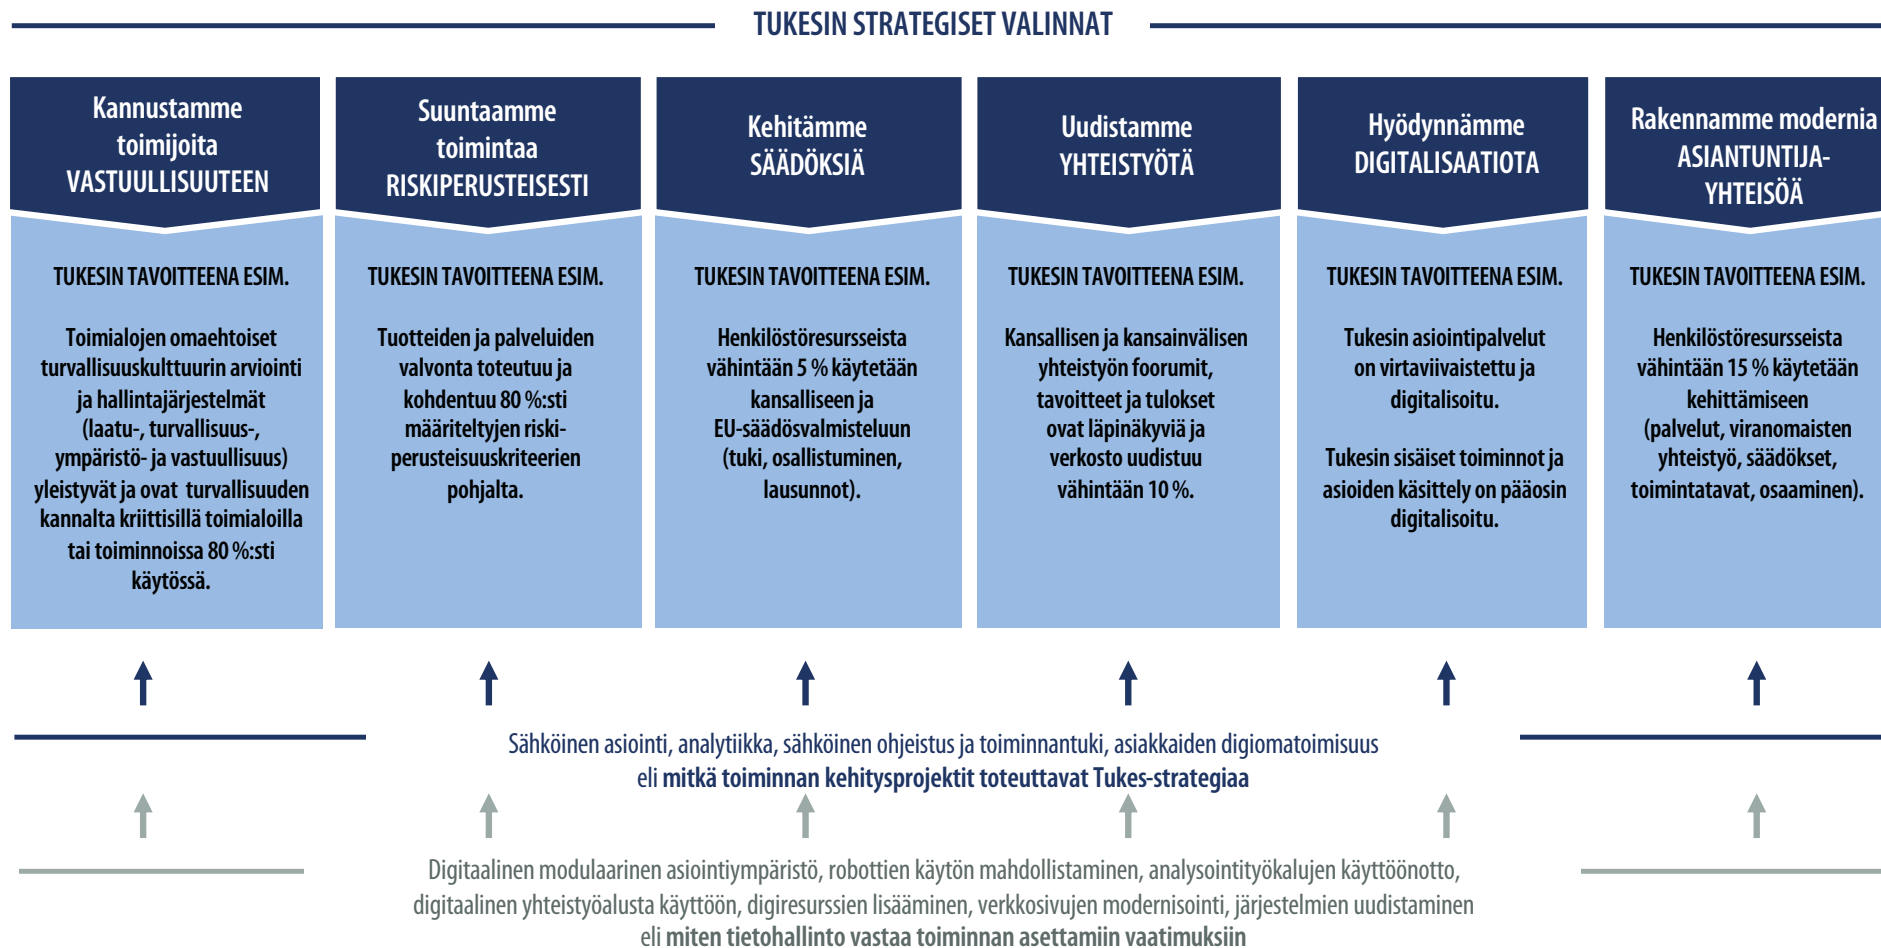 TUKESIN STRATEGISET VALINNAT
Kannustamme
toimijoita
VASTUULLISUUTEEN
TUKESIN TAVOITTEENA ESIM.
Toimialojen omaehtoiset
turvallisuuskulttuurin arviointi
ja hallintajärjestelmät
(laatu-, turvallisuus-,
ympäristö- ja vastuullisuus)
yleistyvät ja ovat turvallisuuden
kannalta kriittisillä toimialoilla
tai toiminnoissa 80 %:sti
käytössä.
Suuntaamme
toimintaa
RISKIPERUSTEISESTI
TUKESIN TAVOITTEENA ESIM.
Tuotteiden ja palveluiden
valvonta toteutuu ja
kohdentuu 80 %:sti
määriteltyjen riski-
perusteisuuskriteerien
pohjalta.
Kehitämme
SÄÄDÖKSIÄ
TUKESIN TAVOITTEENA ESIM.
Henkilöstöresursseista
vähintään 5 % käytetään
kansalliseen ja
EU-säädösvalmisteluun
(tuki, osallistuminen,
lausunnot).
Uudistamme
YHTEISTYÖTÄ
TUKESIN TAVOITTEENA ESIM.
Kansallisen ja kansainvälisen
yhteistyön foorumit,
tavoitteet ja tulokset
ovat läpinäkyviä ja
verkosto uudistuu
vähintään 10 %.
Hyödynnämme
DIGITALISAATIOTA
TUKESIN TAVOITTEENA ESIM.
Tukesin asiointipalvelut
on virtaviivaistettu ja
digitalisoitu.
Tukesin sisäiset toiminnot ja
asioiden käsittely on pääosin
digitalisoitu.
Rakennamme modernia
ASIANTUNTIJA-
YHTEISÖÄ
TUKESIN TAVOITTEENA ESIM.
Henkilöstöresursseista
vähintään 15 % käytetään
kehittämiseen
(palvelut, viranomaisten
yhteistyö, säädökset,
toimintatavat, osaaminen).
Sähköinen asiointi, analytiikka, sähköinen ohjeistus ja toiminnantuki, asiakkaiden digiomatoimisuus
eli mitkä toiminnan kehitysprojektit toteuttavat Tukes-strategiaa
Digitaalinen modulaarinen asiointiympäristö, robottien käytön mahdollistaminen, analysointityökalujen käyttöönotto,
digitaalinen yhteistyöalusta käyttöön, digiresurssien lisääminen, verkkosivujen modernisointi, järjestelmien uudistaminen
eli miten tietohallinto vastaa toiminnan asettamiin vaatimuksiin